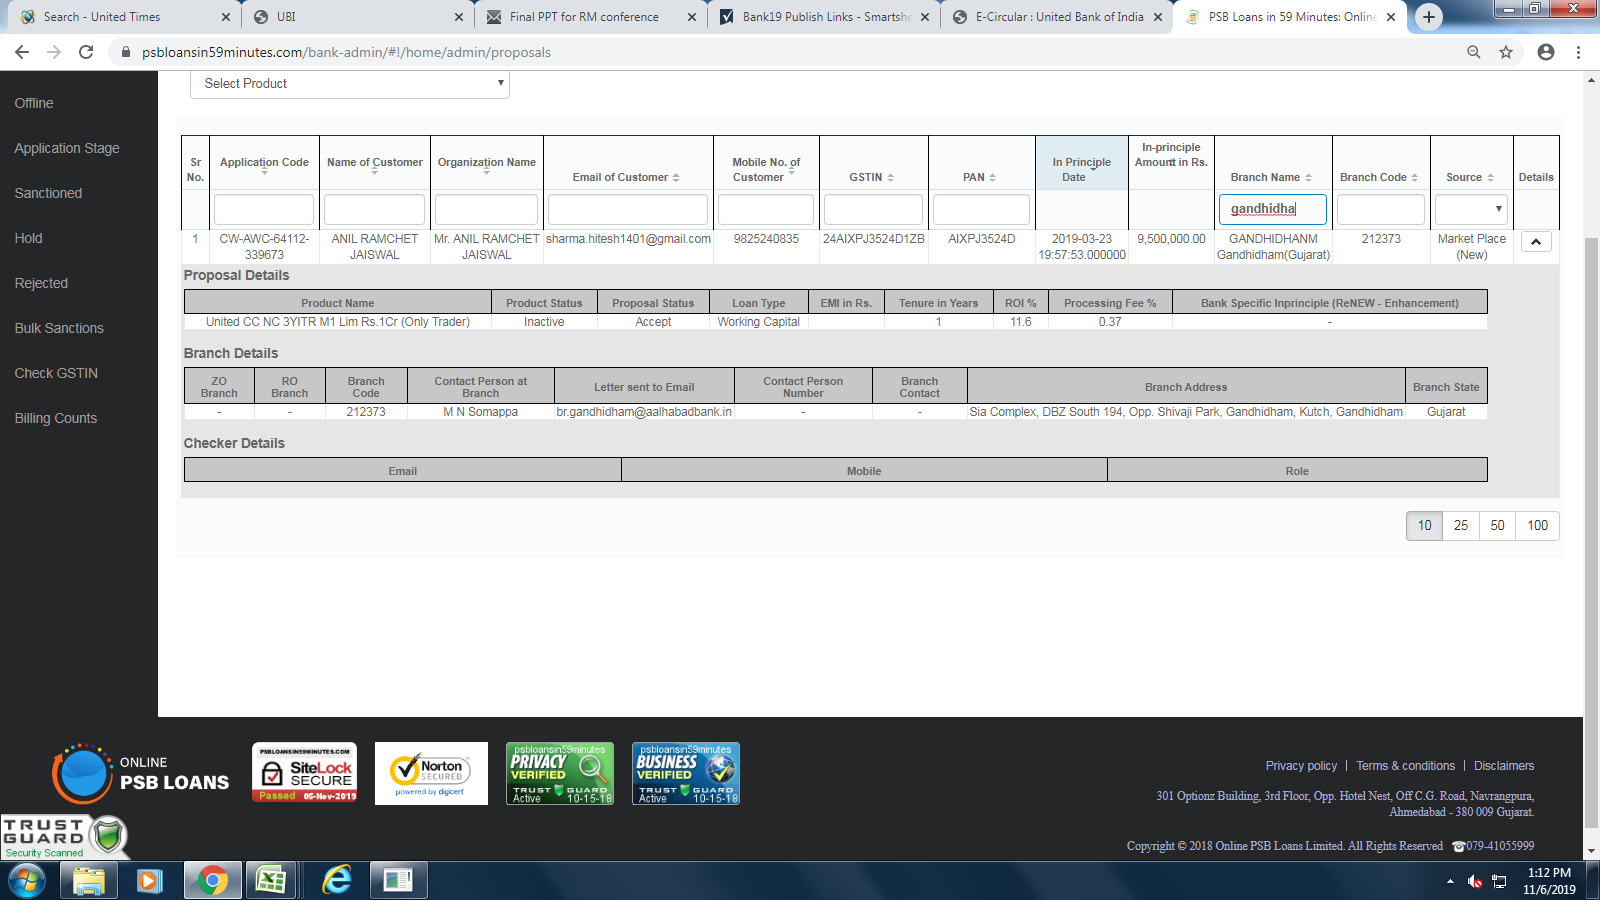 Search - United Times
UBI
Final PPT for RM conference
Bank19 Publish Links - Smartshe
E-Circular : United Bank of India
PSB Loans in 59 Minutes: Online
psbloansin59minutes.com/bank-admin/#!/home/admin/proposals
Offline
Application Stage
Sanctioned
Hold
Rejected
Bulk Sanctions
Check GSTIN
Billing Counts
Select Product
Sr No. Application Code Name of Customer Organization Name Email of Customer Mobile No. of Customer GSTIN PAN In Principle Date In-principle Amount in Rs. Branch Name Branch Code Source Details
gandhidha
1 CW-AWC-64112- ANIL RAMCHET Mr. ANIL RAMCHET sharma.hitesh1401@gmail.com 9825240835 24AIXPJ3524D1ZB AIXPJ3524D 2019-03-23 9,500,000.00 GANDHIDHANM 212373 Market Place
339673 JAISWAL JAISWAL 19:57:53.000000 Gandhidham(Gujarat) (New)
Proposal Details
Product Name Product Status Proposal Status Loan Type EMI in Rs. Tenure in Years ROI % Processing Fee % Bank Specific Inprinciple (ReNEW - Enhancement)
United CC NC 3YITR M1 Lim Rs.1Cr (Only Trader) Inactive Accept Working Capital 1 11.6 0.37 -
Branch Details
ZO Branch RO Branch Branch Code Contact Person at Branch Letter sent to Email Contact Person Number Branch Contact Branch Address Branch State
- - 212373 M N Somappa br.gandhidham@aalhabadbank.in - - Sia Complex, DBZ South 194, Opp. Shivaji Park, Gandhidham, Kutch, Gandhidham Gujarat
Checker Details
Email Mobile Role
10 25 50 100
ONLINE
PSB LOANS
PSBLOANSIN59MINUTES.COM
SiteLock
SECURE
Passed 05-Nov-2019
Norton
SECURED
powered by digicert
psbloansin59minutes
PRIVACY
VERIFIED
TRUST GUARD
Active 10-15-18
psbloansin59minutes
BUSINESS
VERIFIED
TRUST GUARD
Active 10-15-18
Privacy policy | Terms & conditions | Disclaimers
301 Optionz Building, 3rd Floor, Opp. Hotel Nest, Off C.G. Road, Navrangpura,
Ahmedabad - 380 009 Gujarat.
Copyright © 2018 Online PSB Loans Limited. All Rights Reserved ☎079-41055999
TRUST
GUARD
Security Scanned
1:12 PM
11/6/2019